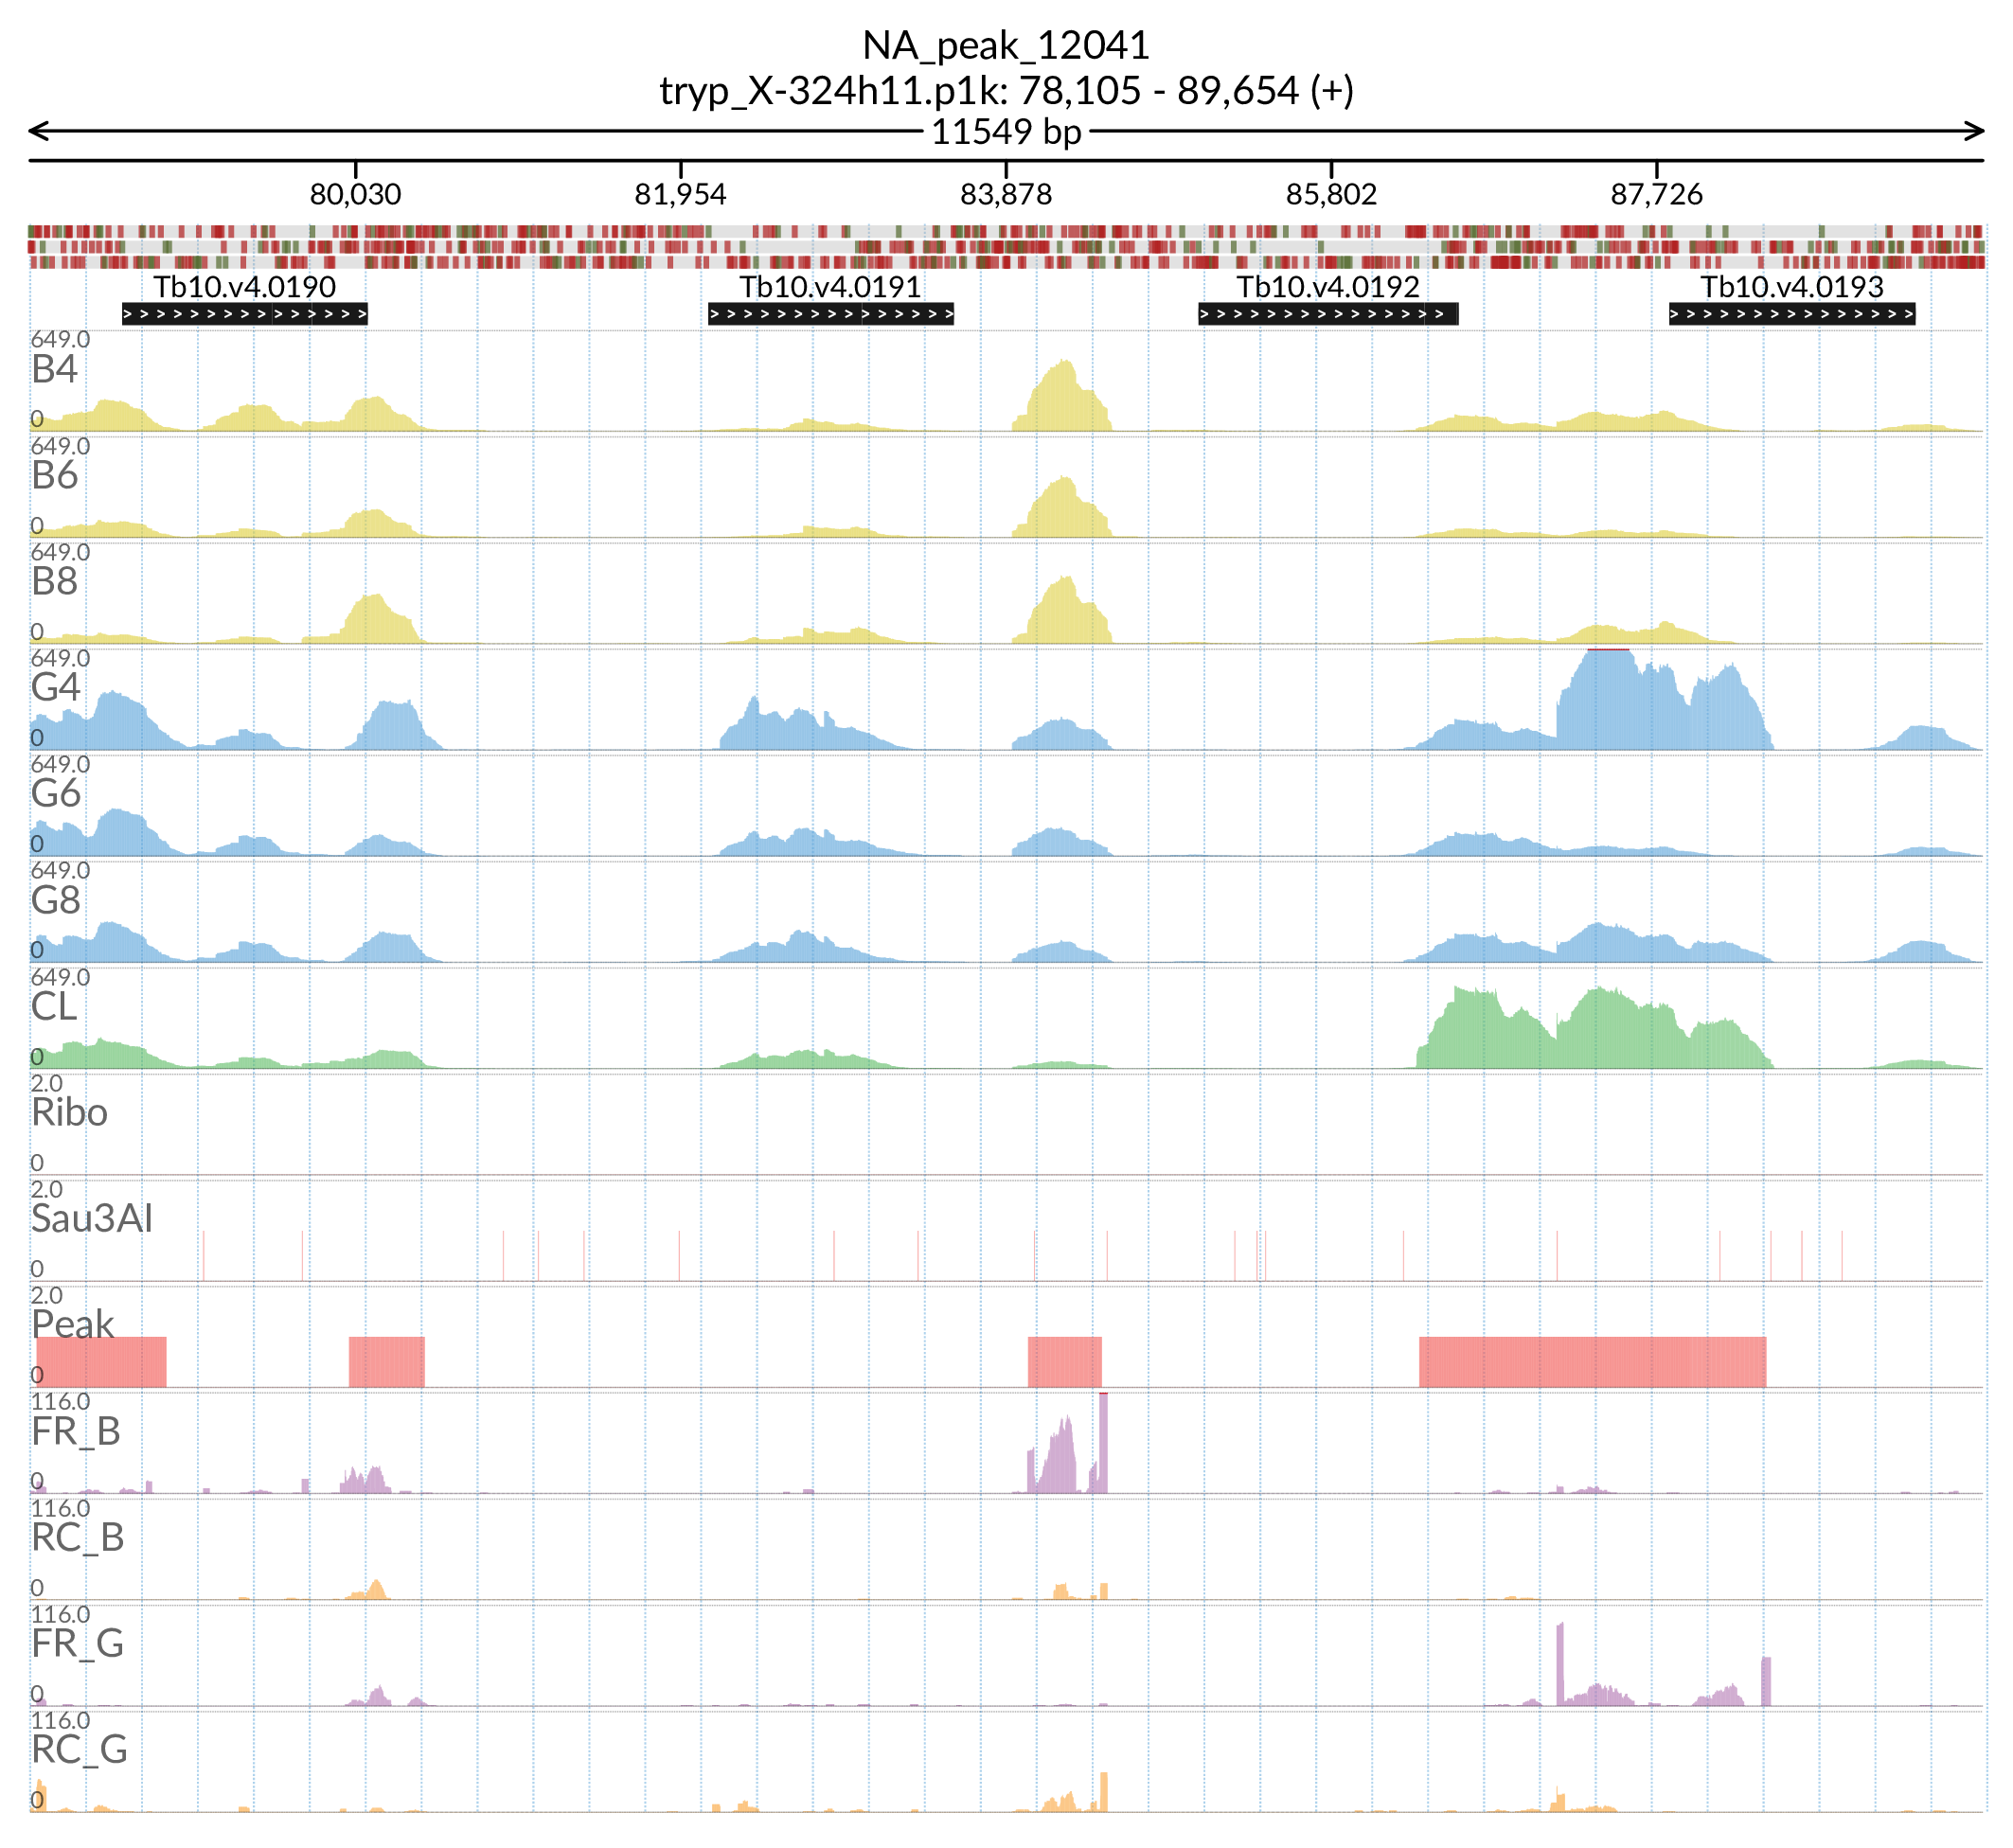 NA_peak_12041
tryp_X-324h11.p1k: 78,105 - 89,654 (+)
11549 bp
80,030 81,954 83,878 85,802 87,726
Tb10.v4.0190 Tb10.v4.0191 Tb10.v4.0192 Tb10.v4.0193
649.0
B4
0
649.0
B6
0
649.0
B8
0
649.0
G4
0
649.0
G6
0
649.0
G8
0
649.0
CL
0
2.0
Ribo
0
2.0
Sau3AI
0
2.0
Peak
0
116.0
FR_B
0
116.0
RC_B
0
116.0
FR_G
0
116.0
RC_G
0